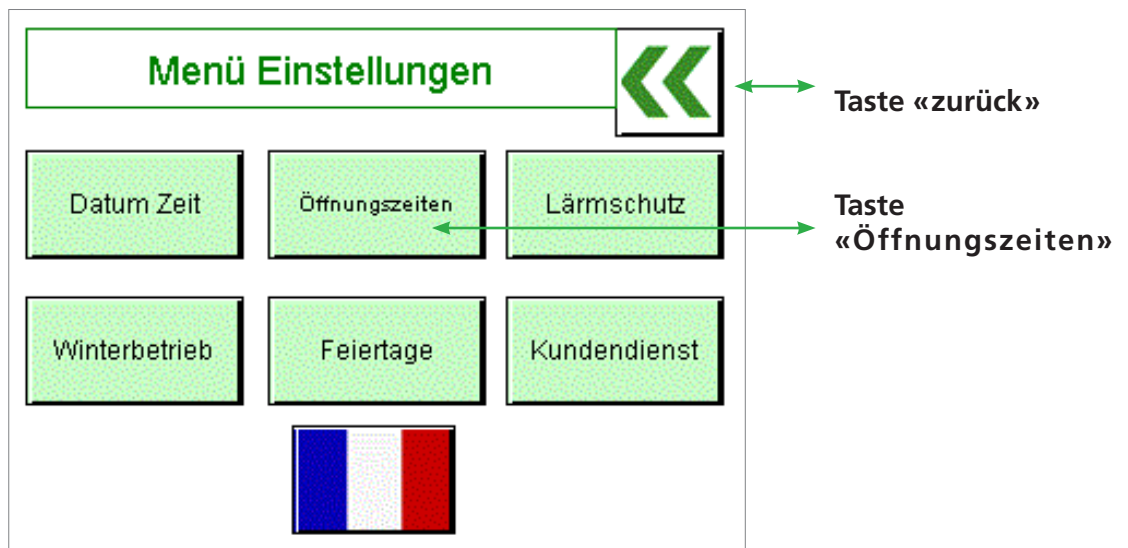 Menü Einstellungen
Taste «zurück»
Datum Zeit
Öffnungszeiten
Lärmschutz
Taste
«Öffnungszeiten»
Winterbetrieb
Feiertage
Kundendienst